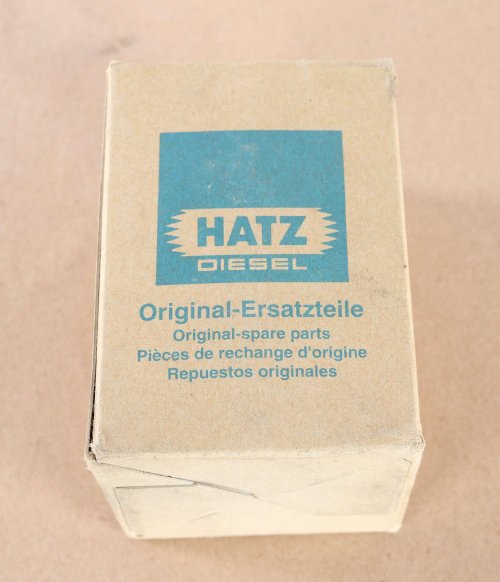 HATZ
DIESEL
Original-Ersatzteile
Original-spare parts
Pièces de rechange d'origine
Repuestos originales